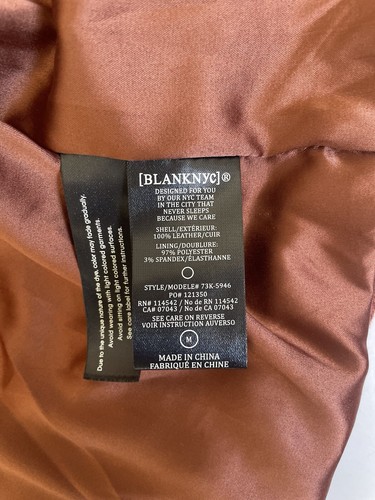 [BLANKNYC]®
DESIGNED FOR YOU
BY OUR NYC TEAM
IN THE CITY THAT
NEVER SLEEPS
BECAUSE WE CARE
SHELL/EXTÉRIEUR:
100% LEATHER/CUIR
LINING/DOUBLURE:
97% POLYESTER
3% SPANDEX/ÉLASTHANNE
STYLE/MODELE# 73K-5946
PO# 121350
RN# 114542 / No de RN 114542
CA# 07043 / No de CA 07043
SEE CARE ON REVERSE
VOIR INSTRUCTION AUVERSO
M
MADE IN CHINA
FABRIQUÉ EN CHINE
Due to the unique nature of the dye, color may fade gradually.
Avoid wearing with light colored garments.
Avoid sitting on light colored surfaces.
See care label for further instructions.